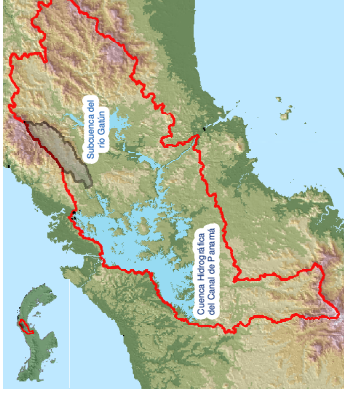 Subcuenca del
río Gatún
Cuenca Hidrográfica
del Canal de Panamá